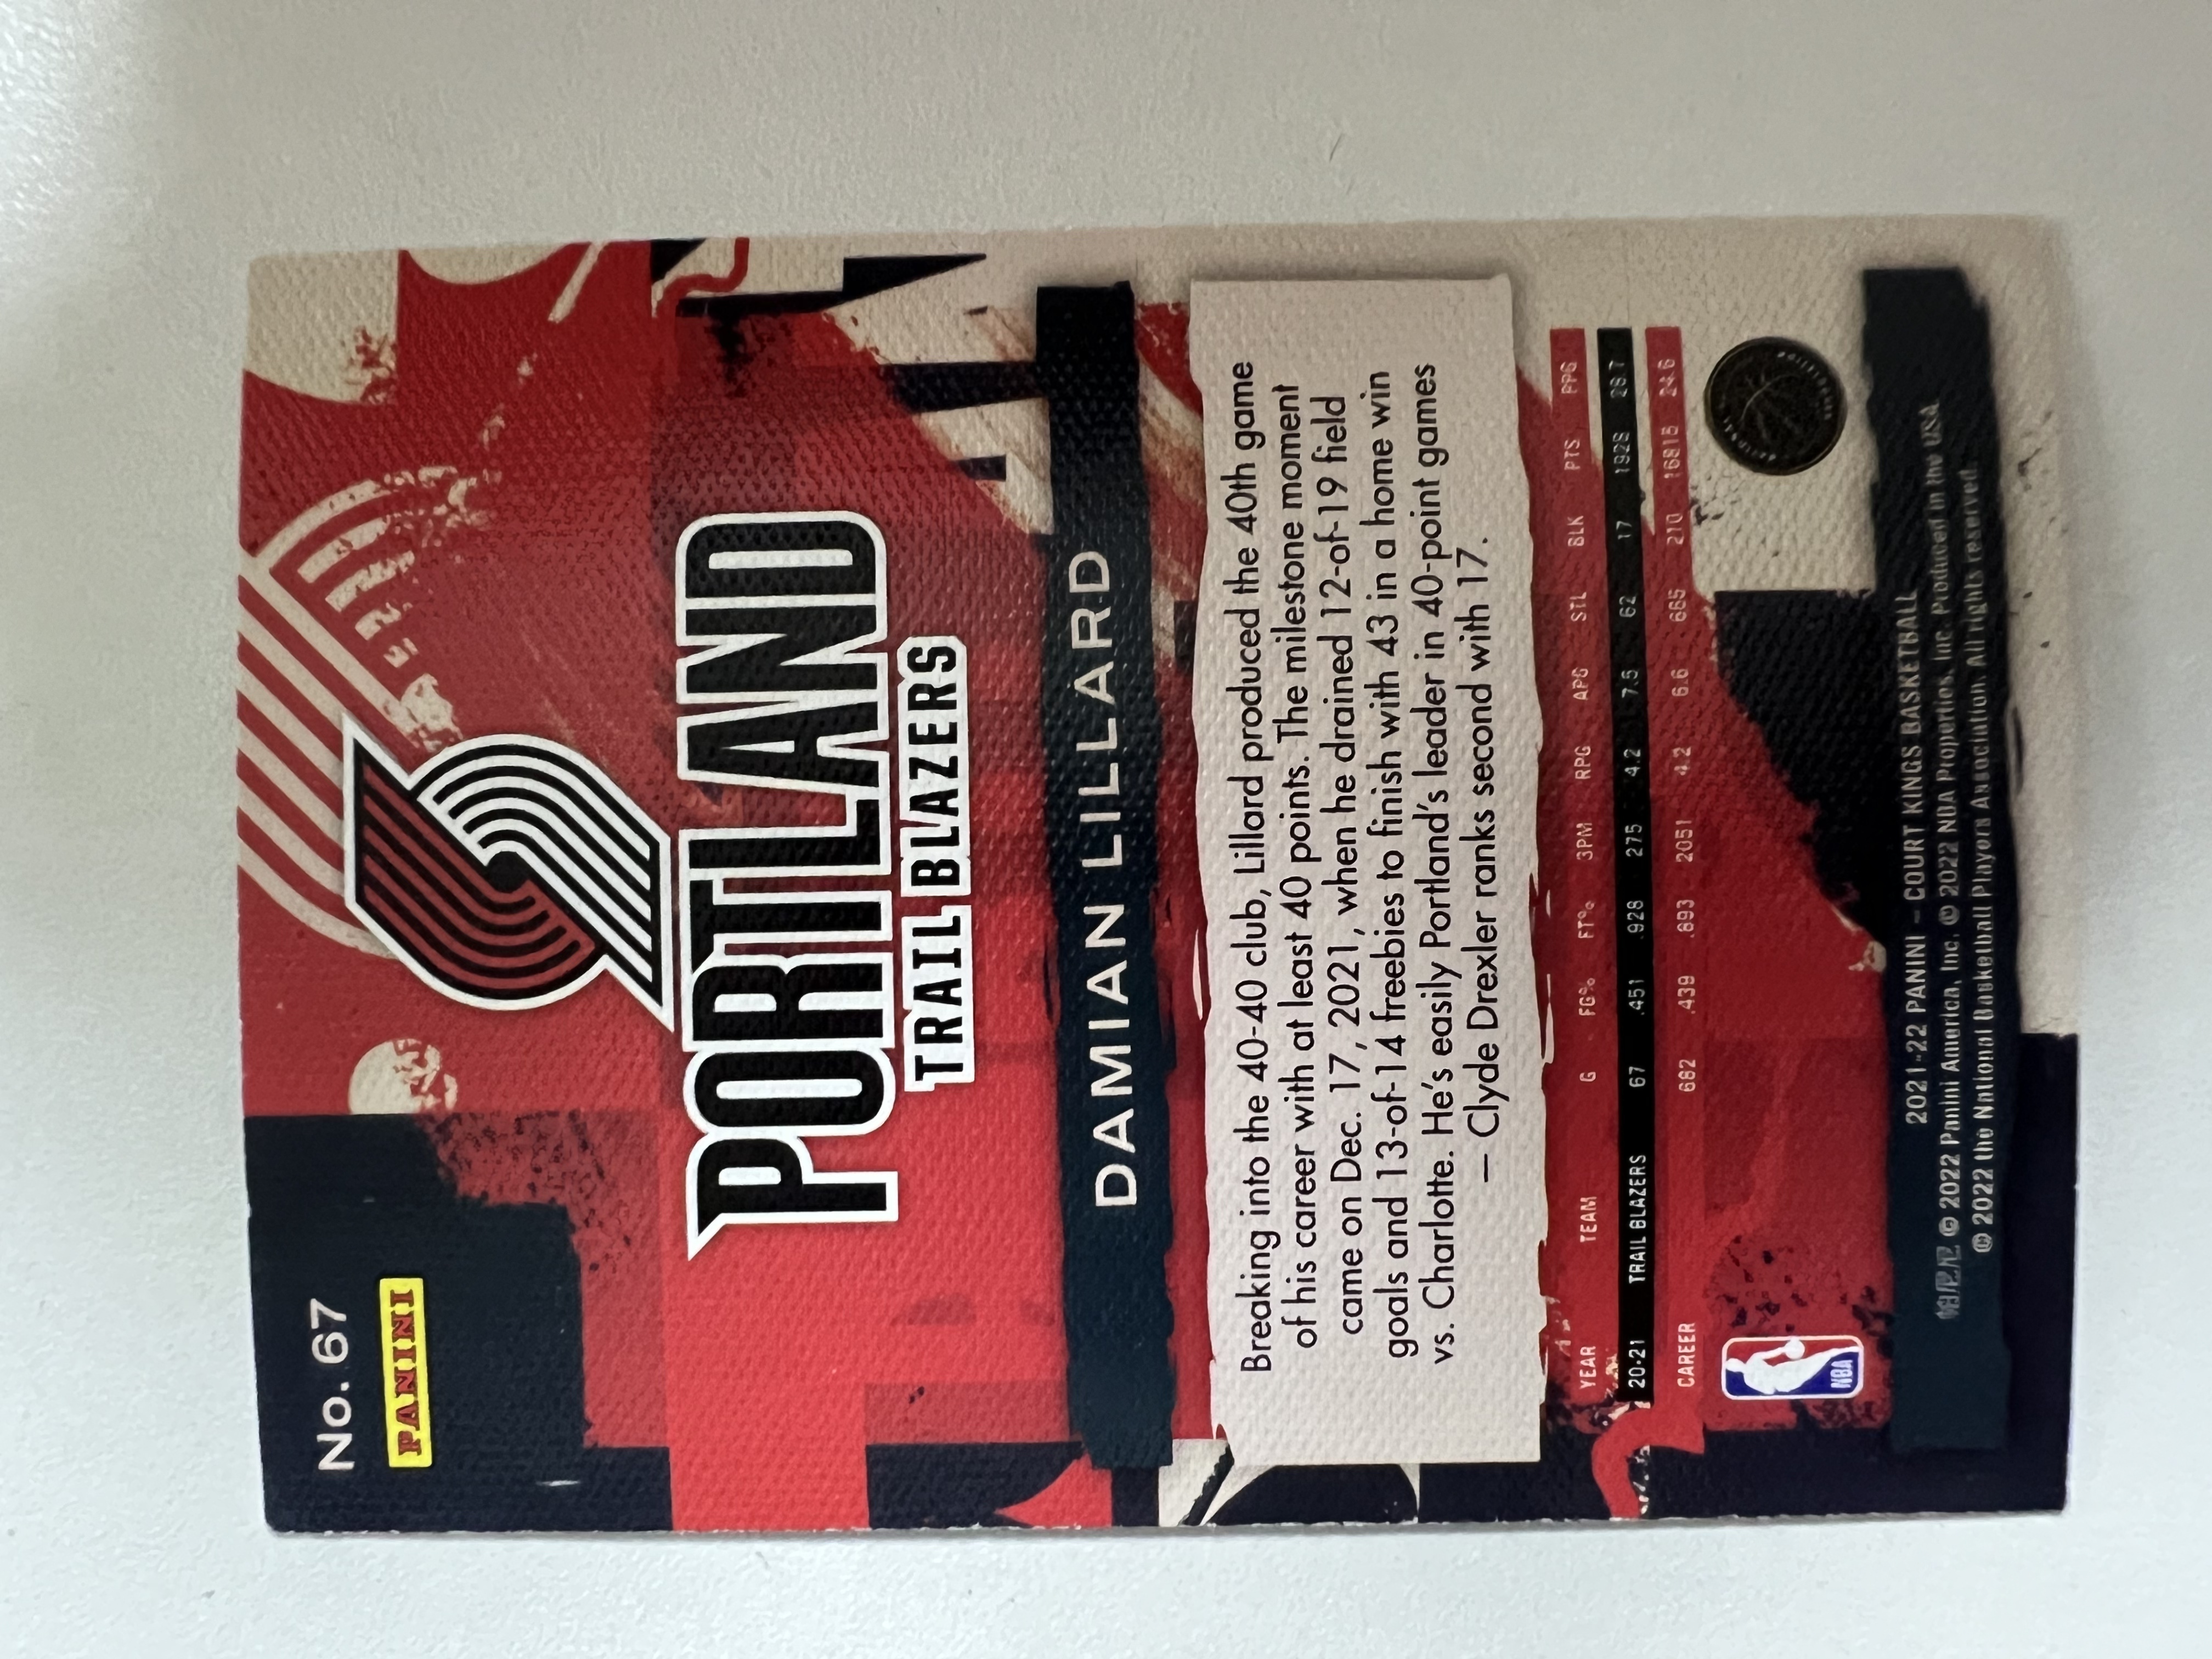 No. 67
PANINI
PORTLAND
TRAIL BLAZERS
DAMIAN LILLARD
Breaking into the 40-40 club, Lillard produced the 40th game
of his career with at least 40 points. The milestone moment
came on Dec. 17, 2021, when he drained 12-of-19 field
goals and 13-of-14 freebies to finish with 43 in a home win
vs. Charlotte. He's easily Portland's leader in 40-point games
— Clyde Drexler ranks second with 17.
YEAR TEAM G FG% FT% 3PM RPG APG STL BLK PTS PPG
20-21 TRAIL BLAZERS 67 .451 .928 275 4.2 7.5 62 17 1928 28.7
CAREER 682 .439 .893 2051 4.2 6.6 665 210 16818 24.6
NBA
2021-22 PANINI – COURT KINGS BASKETBALL
© 2022 Panini America, Inc. © 2022 NBA Properties, Inc. Produced in the USA.
© 2022 the National Basketball Players Association. All rights reserved.